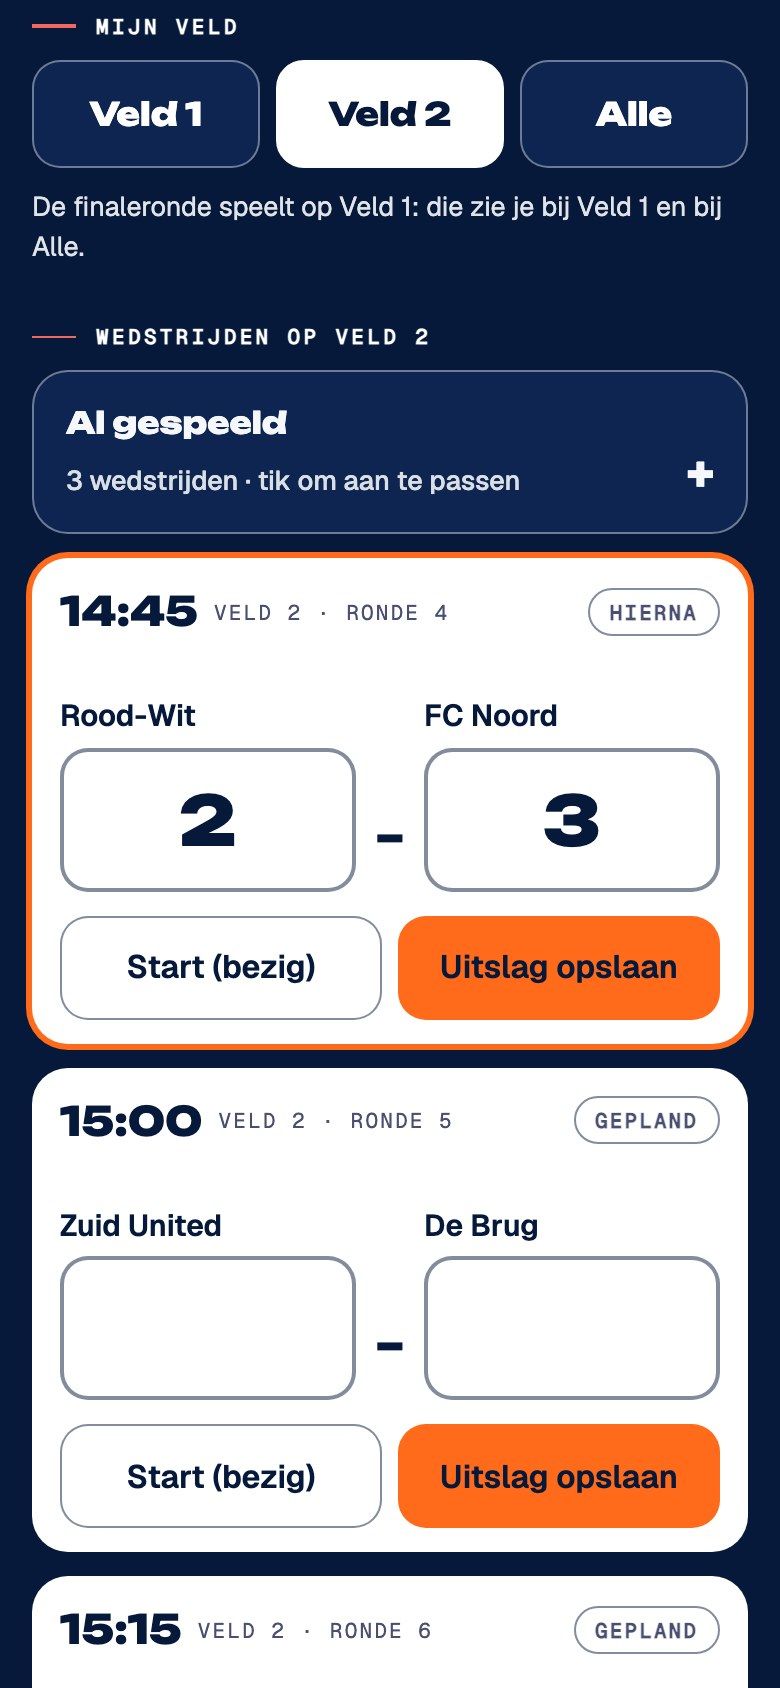 MIJN VELD
Veld 1
Veld 2
Alle
De finaleronde speelt op Veld 1: die zie je bij Veld 1 en bij
Alle.
WEDSTRIJDEN OP VELD 2
Al gespeeld
3 wedstrijden · tik om aan te passen
+
14:45 VELD 2 · RONDE 4 HIERNA
Rood-Wit FC Noord
2 - 3
Start (bezig) Uitslag opslaan
15:00 VELD 2 · RONDE 5 GEPLAND
Zuid United De Brug
-
Start (bezig) Uitslag opslaan
15:15 VELD 2 · RONDE 6 GEPLAND